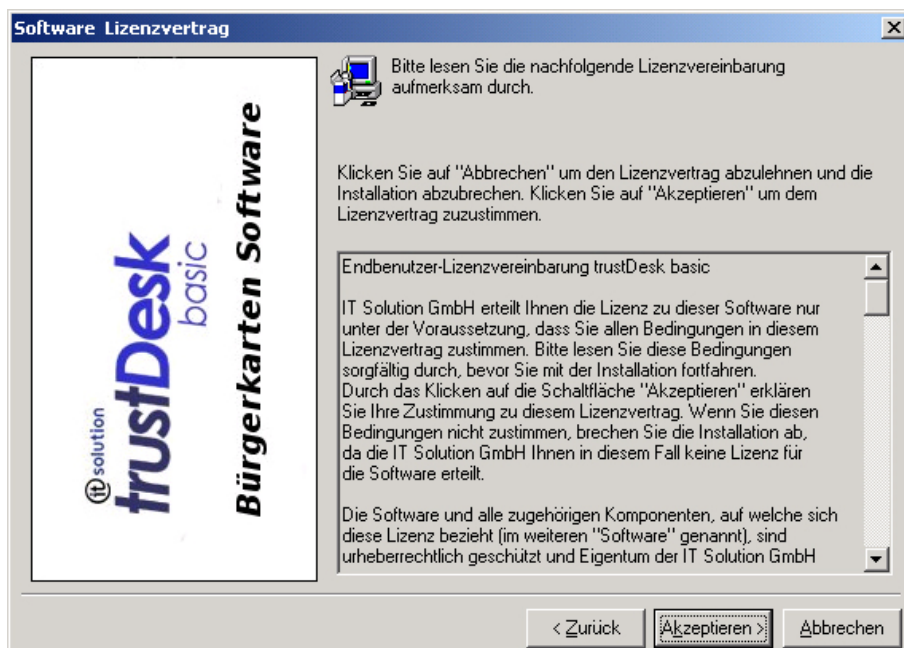 Software Lizenzvertrag
it solution
trustDesk
basic
Bürgerkarten Software
Bitte lesen Sie die nachfolgende Lizenzvereinbarung
aufmerksam durch.
Klicken Sie auf "Abbrechen" um den Lizenzvertrag abzulehnen und die
Installation abzubrechen. Klicken Sie auf "Akzeptieren" um dem
Lizenzvertrag zuzustimmen.
Endbenutzer-Lizenzvereinbarung trustDesk basic
IT Solution GmbH erteilt Ihnen die Lizenz zu dieser Software nur
unter der Voraussetzung, dass Sie allen Bedingungen in diesem
Lizenzvertrag zustimmen. Bitte lesen Sie diese Bedingungen
sorgfältig durch, bevor Sie mit der Installation fortfahren.
Durch das Klicken auf die Schaltfläche "Akzeptieren" erklären
Sie Ihre Zustimmung zu diesem Lizenzvertrag. Wenn Sie diesen
Bedingungen nicht zustimmen, brechen Sie die Installation ab,
da die IT Solution GmbH Ihnen in diesem Fall keine Lizenz für
die Software erteilt.
Die Software und alle zugehörigen Komponenten, auf welche sich
diese Lizenz bezieht (im weiteren "Software" genannt), sind
urheberrechtlich geschützt und Eigentum der IT Solution GmbH
< Zurück
Akzeptieren >
Abbrechen